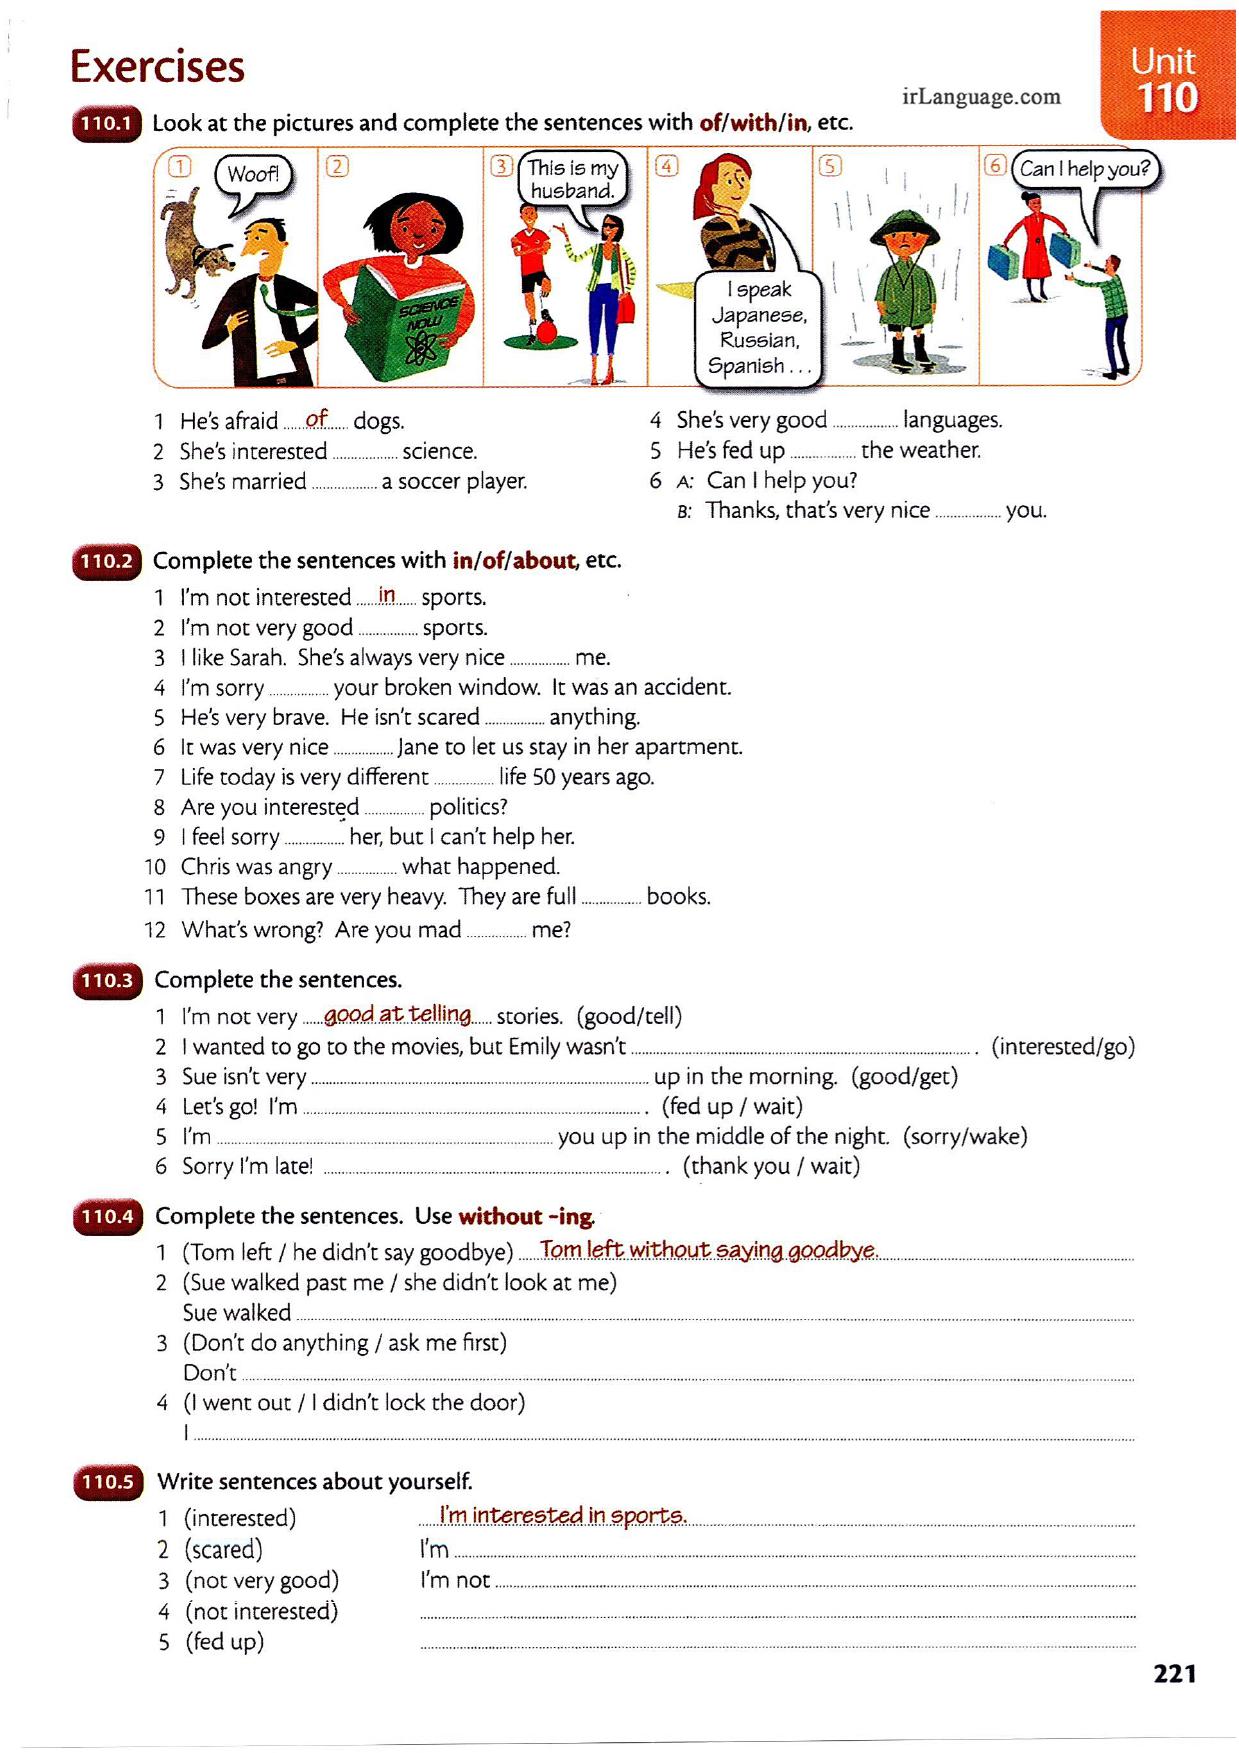 Exercises
Unit
110
irLanguage.com
110.1 Look at the pictures and complete the sentences with of/with/in, etc.
1 Woof!
2 SCIENCE NOW!
3 This is my husband.
4 I speak Japanese, Russian, Spanish . . .
5
6 Can I help you?
1 He's afraid ......of...... dogs.
2 She's interested ................ science.
3 She's married ................ a soccer player.
4 She's very good ................ languages.
5 He's fed up ................ the weather.
6 A: Can I help you?
B: Thanks, that's very nice ................ you.
110.2 Complete the sentences with in/of/about, etc.
1 I'm not interested ......in...... sports.
2 I'm not very good ................ sports.
3 I like Sarah. She's always very nice ................ me.
4 I'm sorry ................ your broken window. It was an accident.
5 He's very brave. He isn't scared ................ anything.
6 It was very nice ................ Jane to let us stay in her apartment.
7 Life today is very different ................ life 50 years ago.
8 Are you interested ................ politics?
9 I feel sorry ................ her, but I can't help her.
10 Chris was angry ................ what happened.
11 These boxes are very heavy. They are full ................ books.
12 What's wrong? Are you mad ................ me?
110.3 Complete the sentences.
1 I'm not very ......good at telling...... stories. (good/tell)
2 I wanted to go to the movies, but Emily wasn't ................................ . (interested/go)
3 Sue isn't very ................................ up in the morning. (good/get)
4 Let's go! I'm ................................ . (fed up / wait)
5 I'm ................................ you up in the middle of the night. (sorry/wake)
6 Sorry I'm late! ................................ . (thank you / wait)
110.4 Complete the sentences. Use without -ing.
1 (Tom left / he didn't say goodbye) ......Tom left without saying goodbye.......
2 (Sue walked past me / she didn't look at me)
Sue walked ................................
3 (Don't do anything / ask me first)
Don't ................................
4 (I went out / I didn't lock the door)
I ................................
110.5 Write sentences about yourself.
1 (interested) ......I'm interested in sports.......
2 (scared) I'm ................................
3 (not very good) I'm not ................................
4 (not interested) ................................
5 (fed up) ................................
221